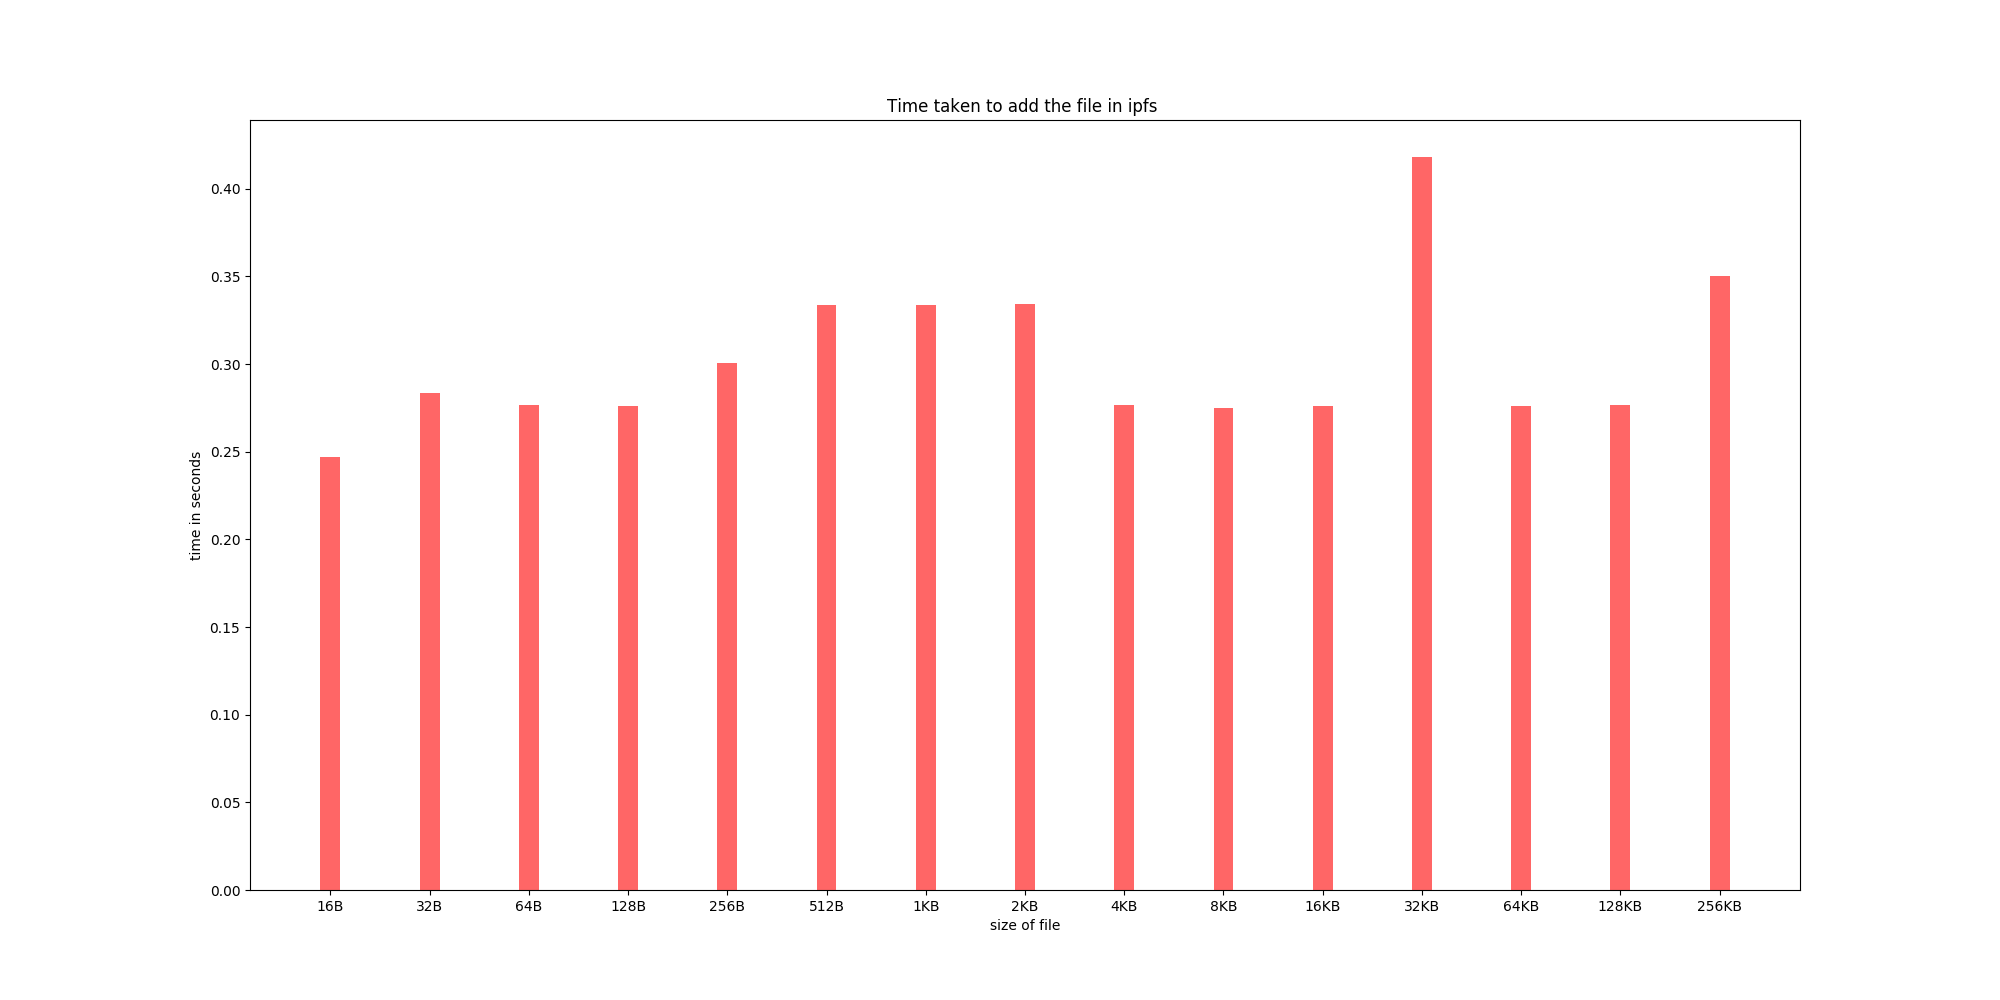 Time taken to add the file in ipfs
0.40
0.35
0.30
0.25
0.20
0.15
0.10
0.05
0.00
time in seconds
16B 32B 64B 128B 256B 512B 1KB 2KB 4KB 8KB 16KB 32KB 64KB 128KB 256KB
size of file